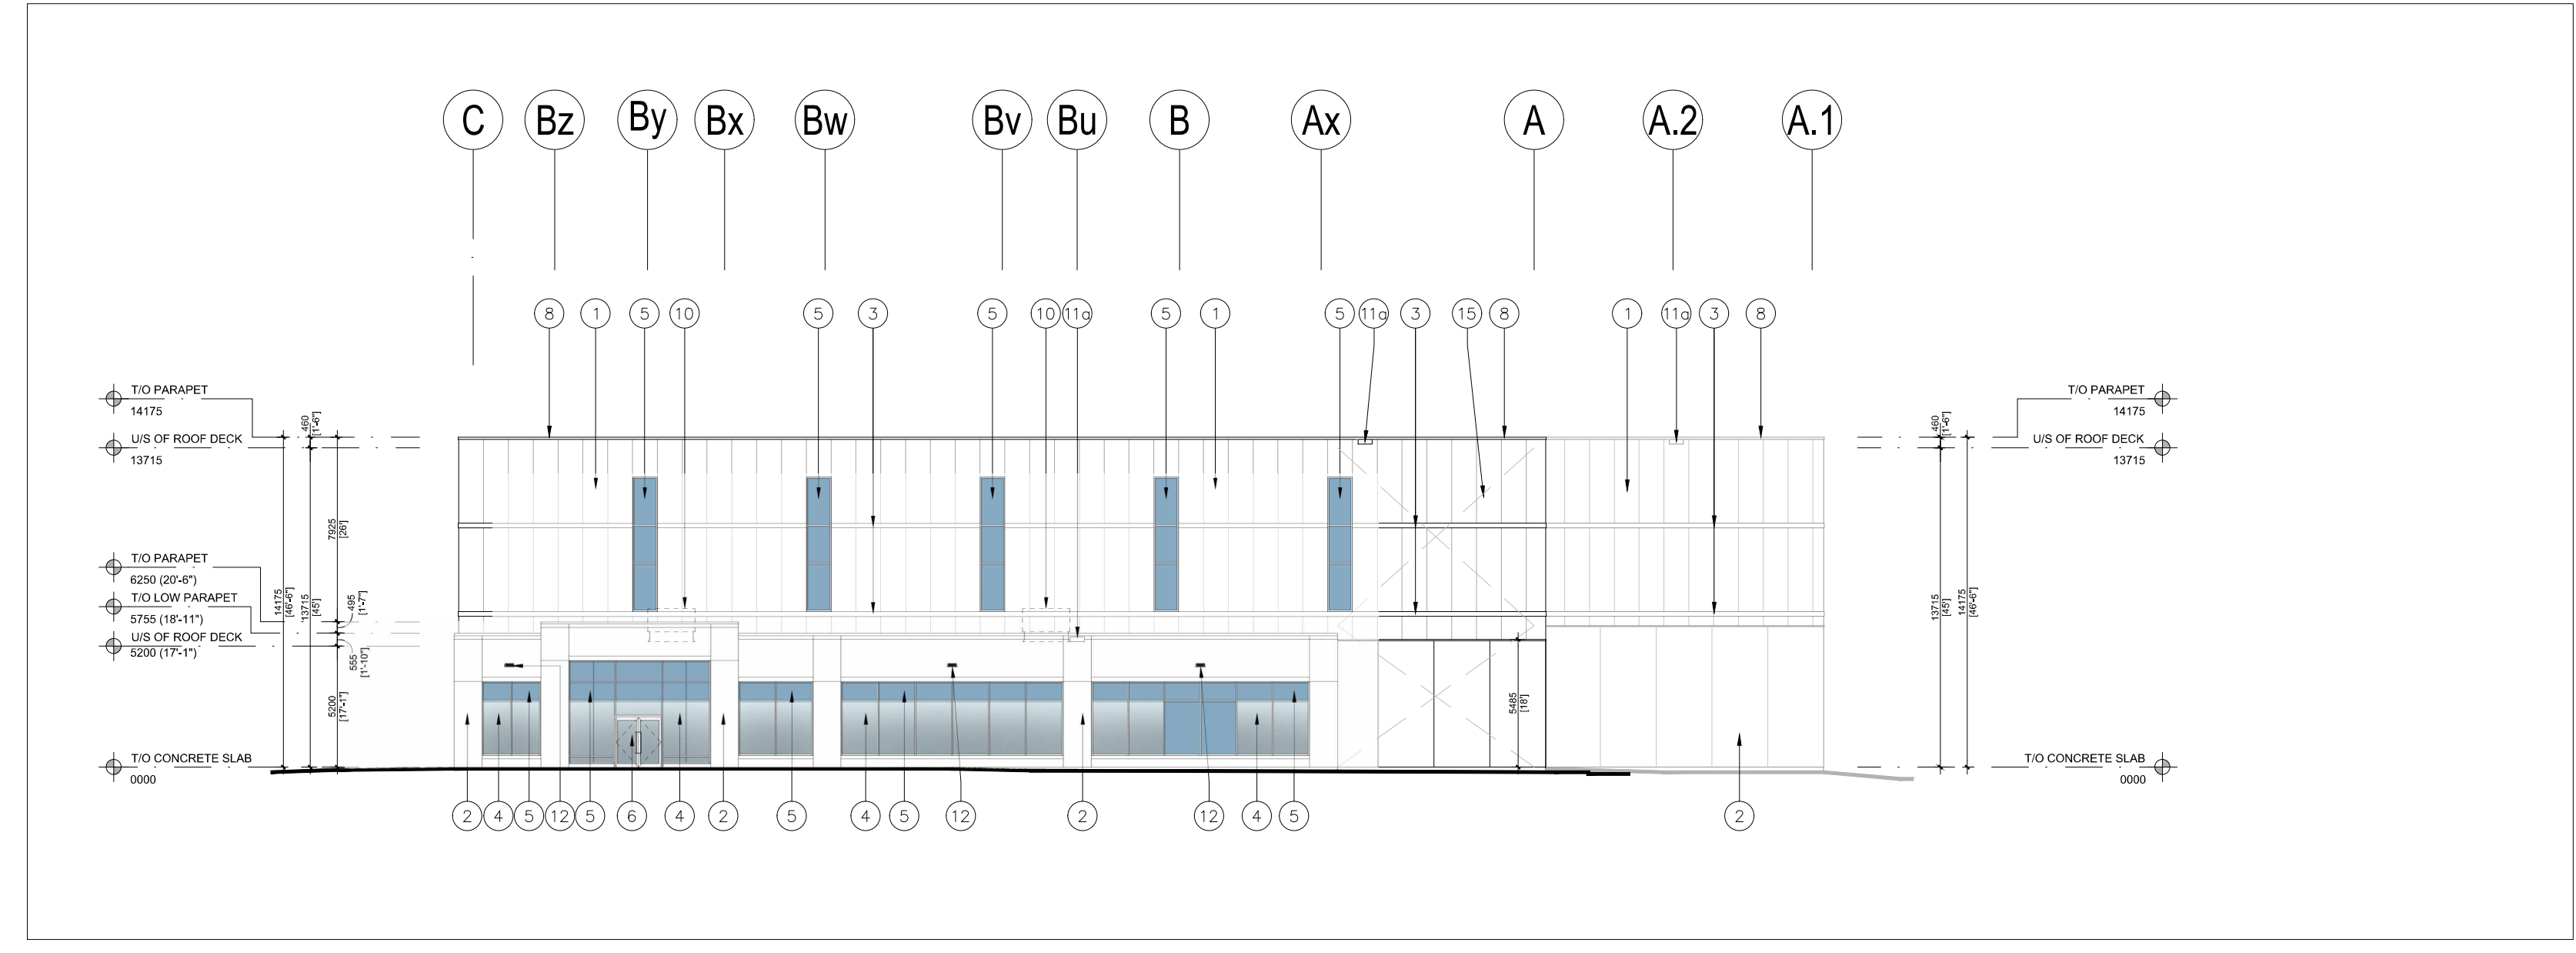 C Bz By Bx Bw Bv Bu B Ax A A.2 A.1
8 1 5 10 5 3 5 10 11a 5 1 5 11a 3 15 8 1 11a 3 8
T/O PARAPET
14175
U/S OF ROOF DECK
13715
T/O PARAPET
6250 (20'-6")
T/O LOW PARAPET
5755 (18'-11")
U/S OF ROOF DECK
5200 (17'-1")
T/O CONCRETE SLAB
0000
14175
[46'-6"]
13715
[45']
460
[1'-6"]
7925
[26']
495
[1'-7"]
555
[1'-10"]
5200
[17'-1"]
5485
[18']
460
[1'-6"]
13715
[45']
14175
[46'-6"]
T/O PARAPET
14175
U/S OF ROOF DECK
13715
T/O CONCRETE SLAB
0000
2 4 5 12 5 6 4 2 5 4 5 12 2 12 4 5 2